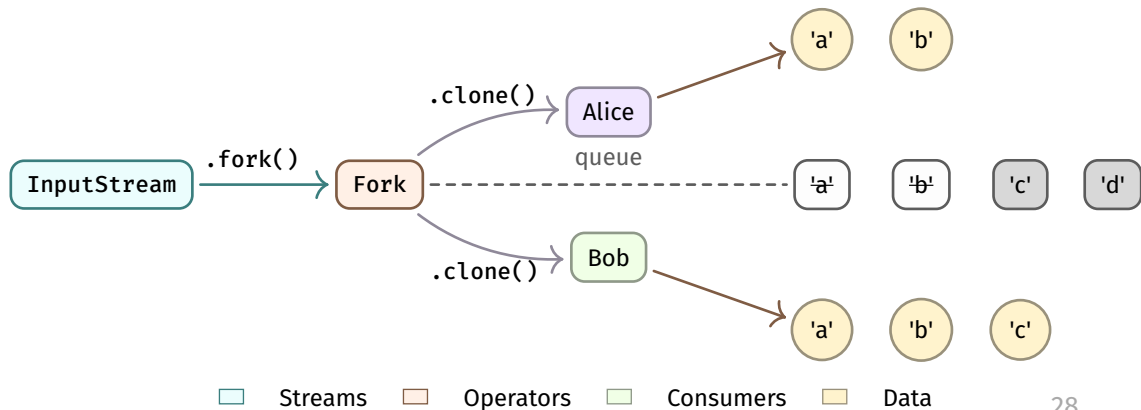 'a' 'b'
.clone()
Alice
.fork()
queue
InputStream
Fork
'a' 'b' 'c' 'd'
Bob
.clone()
'a' 'b' 'c'
Streams Operators Consumers Data
28